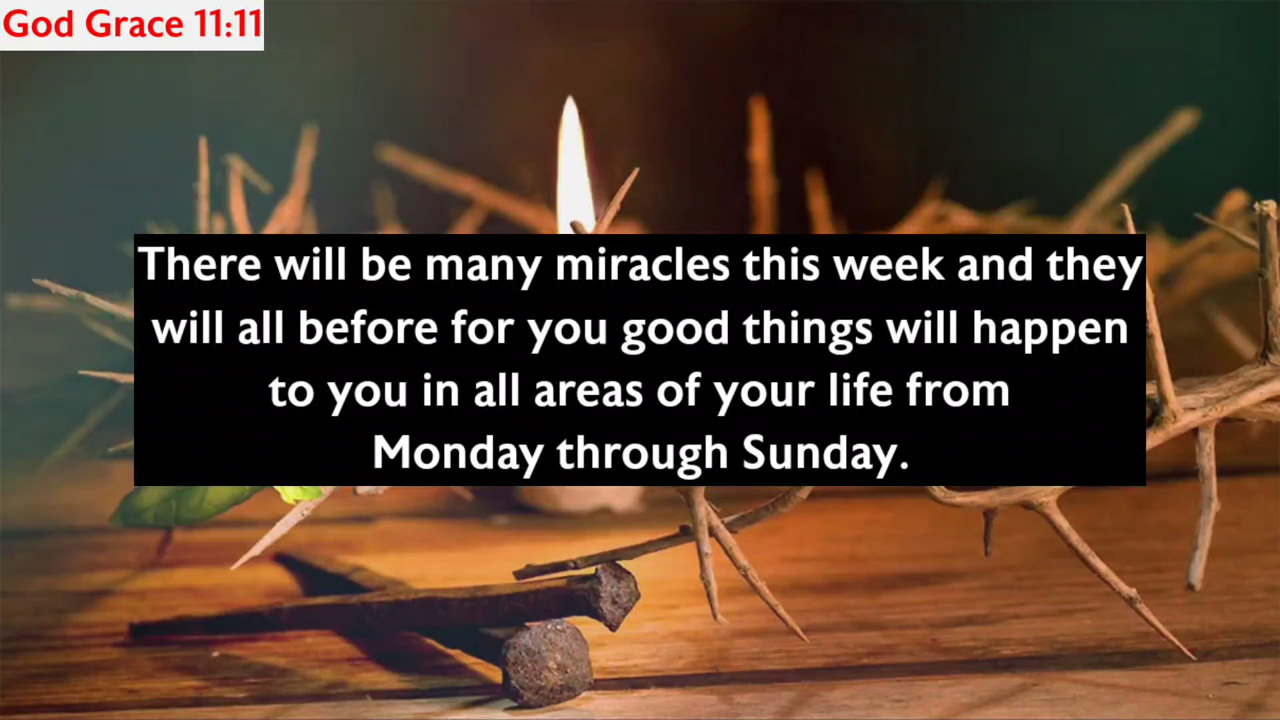 God Grace 11:11
There will be many miracles this week and they
will all before for you good things will happen
to you in all areas of your life from
Monday through Sunday.